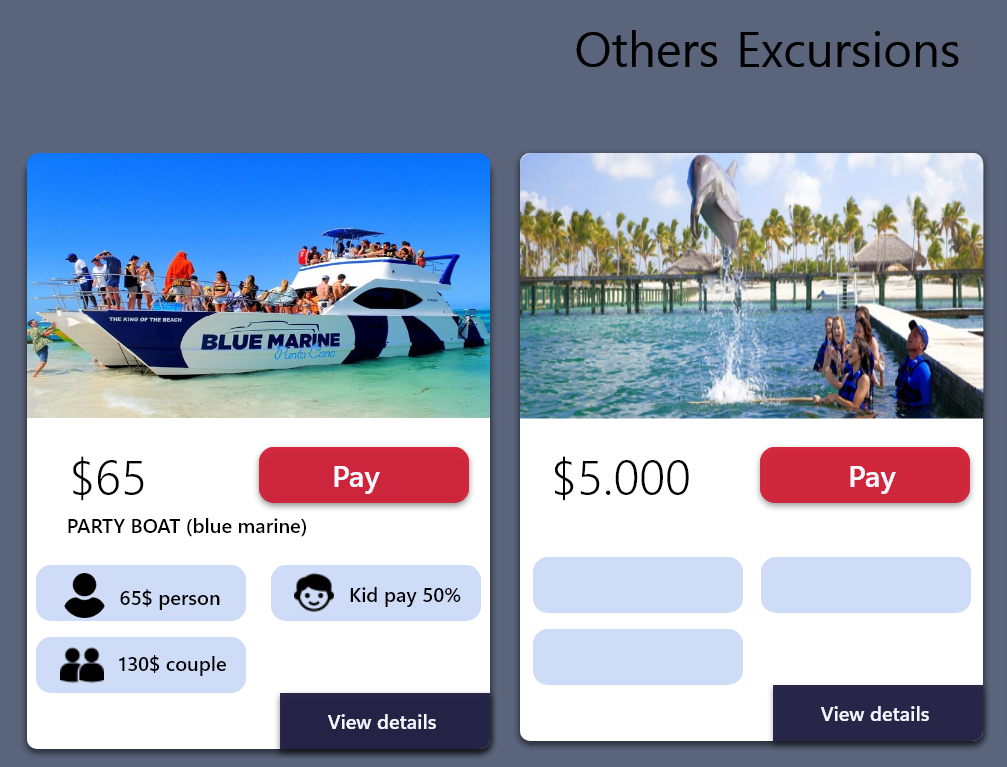 Others Excursions
THE KING OF THE BEACH
BLUE MARINE
Punta Cana
$65
Pay
PARTY BOAT (blue marine)
65$ person
Kid pay 50%
130$ couple
View details
$5.000
Pay
View details